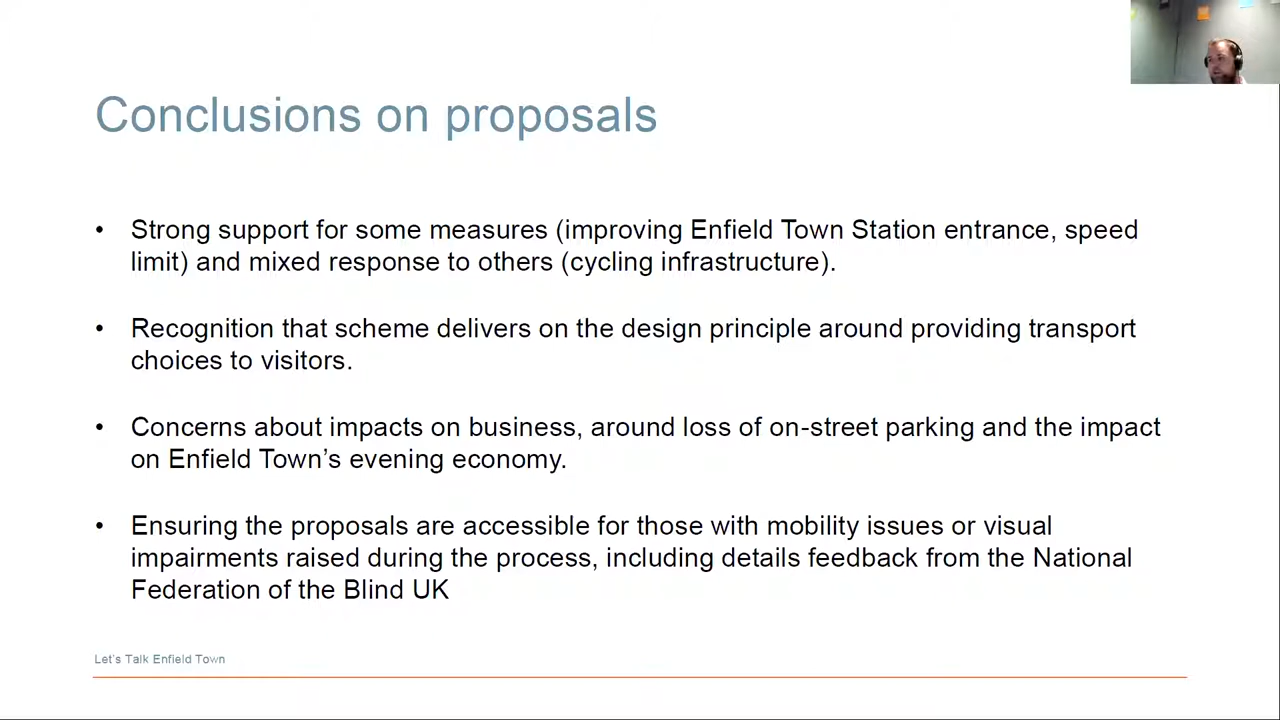 Conclusions on proposals
• Strong support for some measures (improving Enfield Town Station entrance, speed
limit) and mixed response to others (cycling infrastructure).
• Recognition that scheme delivers on the design principle around providing transport
choices to visitors.
• Concerns about impacts on business, around loss of on-street parking and the impact
on Enfield Town’s evening economy.
• Ensuring the proposals are accessible for those with mobility issues or visual
impairments raised during the process, including details feedback from the National
Federation of the Blind UK
Let’s Talk Enfield Town